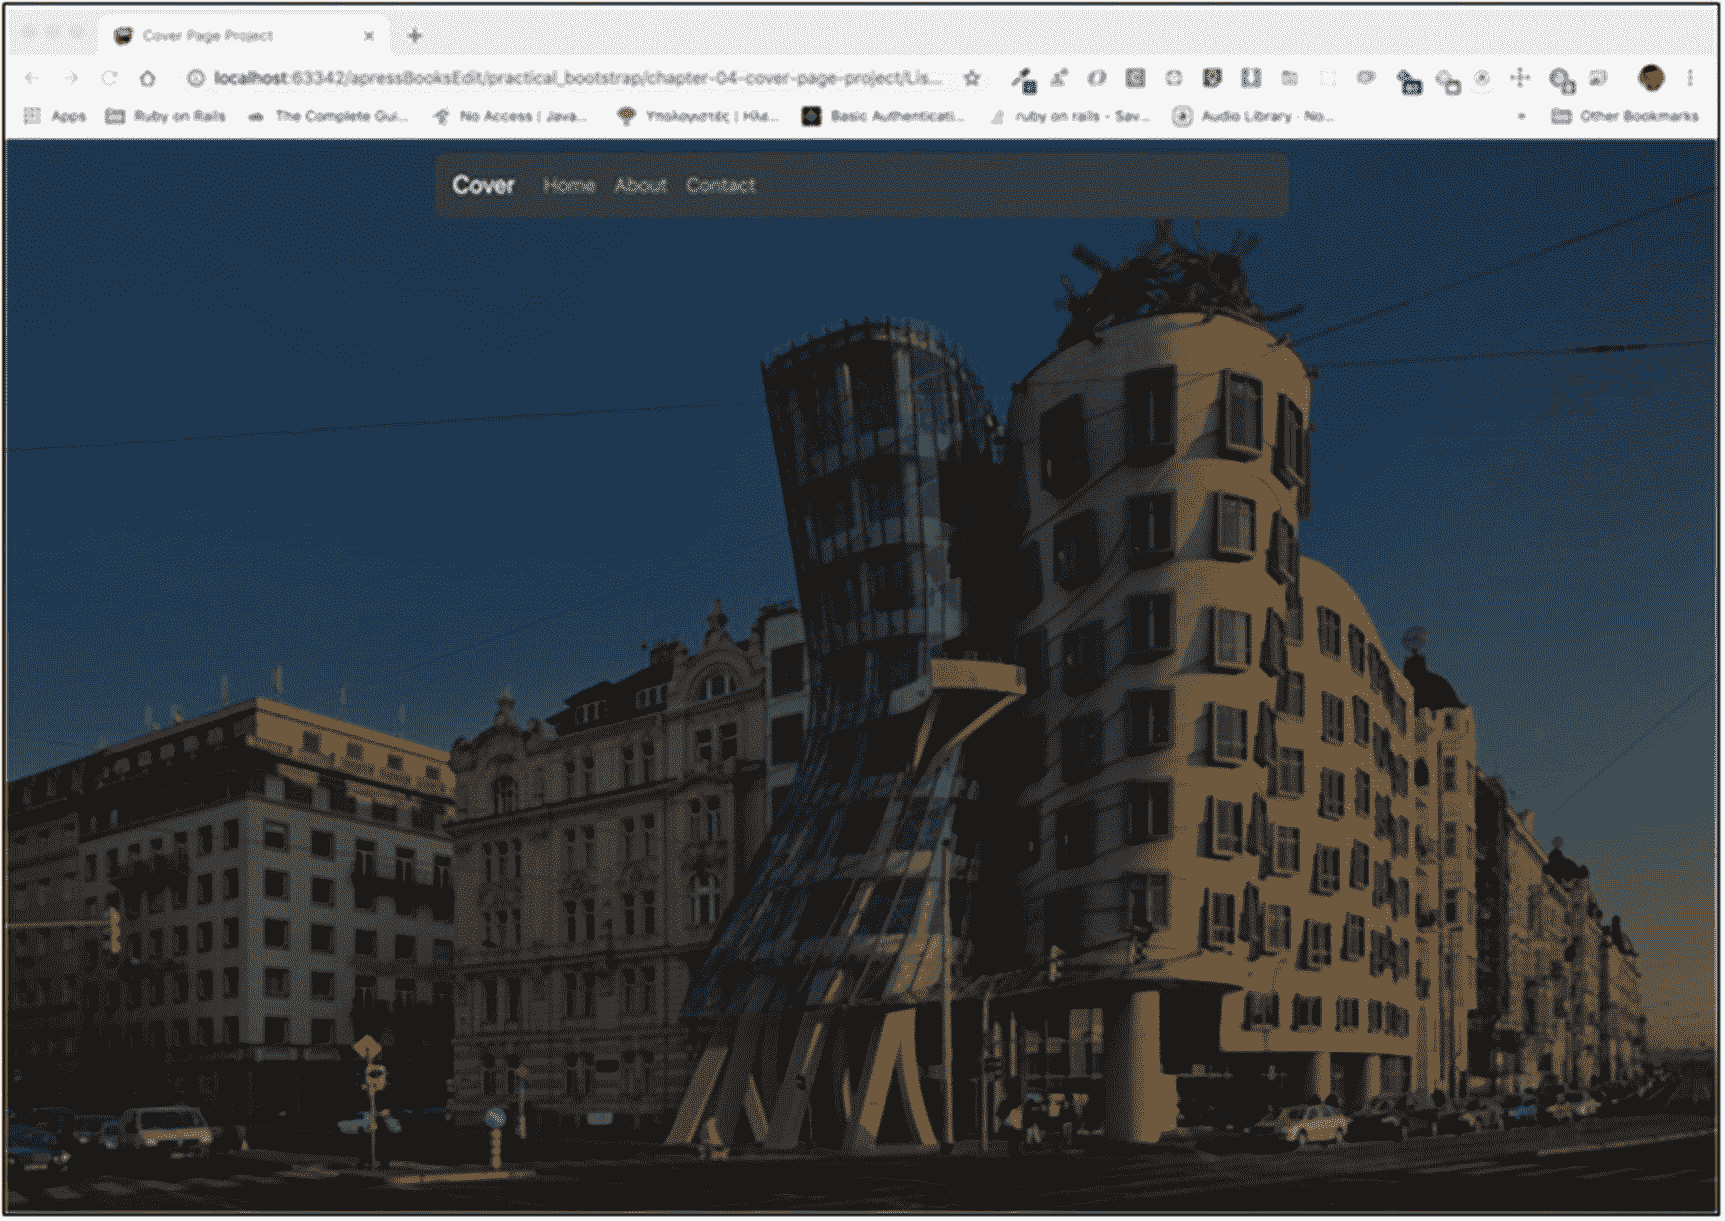 Cover Page Project
localhost:63342/apressBooksEdit/practical_bootstrap/chapter-04-cover-page-project/Lis...
Apps Ruby on Rails The Complete Gui... No Access | Java... Υπολογιστές | Ηλε... Basic Authenticati... ruby on rails - Sav... Audio Library - No... Other Bookmarks
Cover Home About Contact